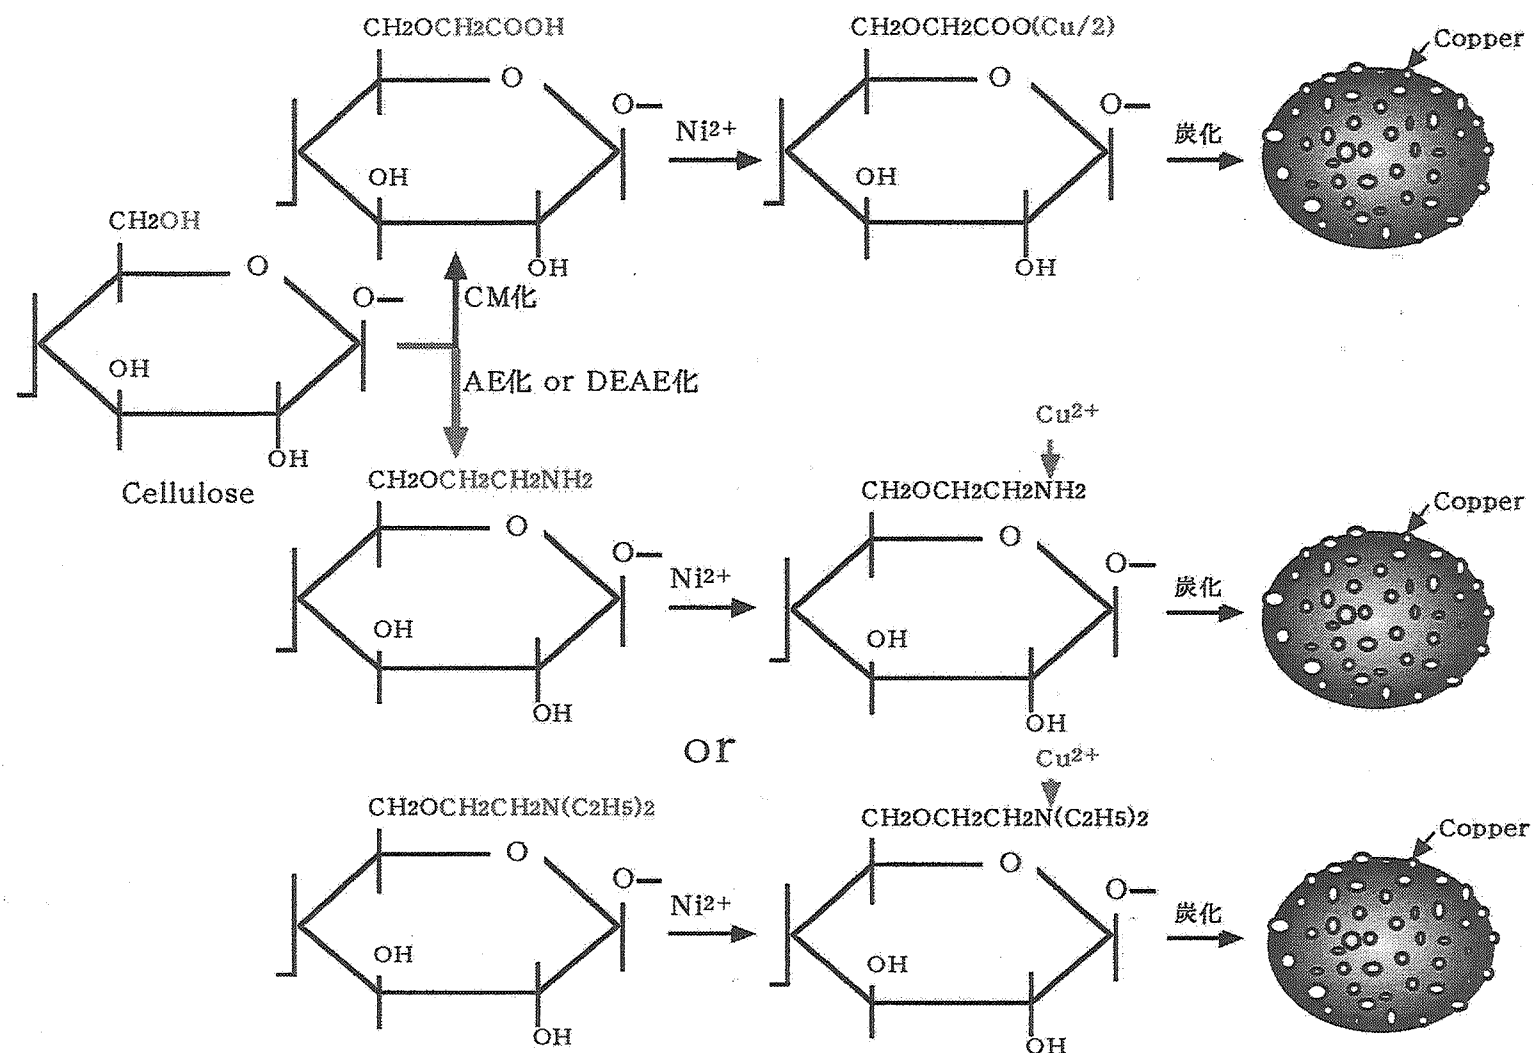 CH2OCH2COOH
O
O
OH
OH
Ni2+
CH2OCH2COO(Cu/2)
O
O
OH
OH
炭化
Copper
CH2OH
O
O
OH
OH
Cellulose
CM化
AE化 or DEAE化
CH2OCH2CH2NH2
O
O
OH
OH
Ni2+
Cu2+
CH2OCH2CH2NH2
O
O
OH
OH
炭化
Copper
or
CH2OCH2CH2N(C2H5)2
O
O
OH
OH
Ni2+
Cu2+
CH2OCH2CH2N(C2H5)2
O
O
OH
OH
炭化
Copper